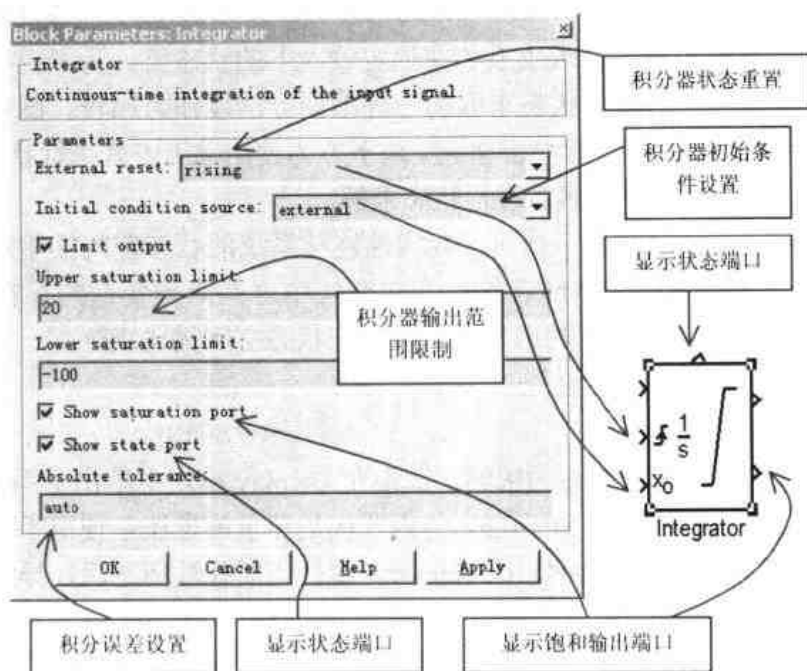 Block Parameters: Integrator
Integrator
Continuous-time integration of the input signal.
Parameters
External reset: rising
Initial condition source: external
Limit output
Upper saturation limit:
20
Lower saturation limit:
-100
Show saturation port
Show state port
Absolute tolerance:
auto
OK
Cancel
Help
Apply
积分器状态重置
积分器初始条
件设置
显示状态端口
积分器输出范
围限制
1
s
x₀
Integrator
积分误差设置
显示状态端口
显示饱和输出端口